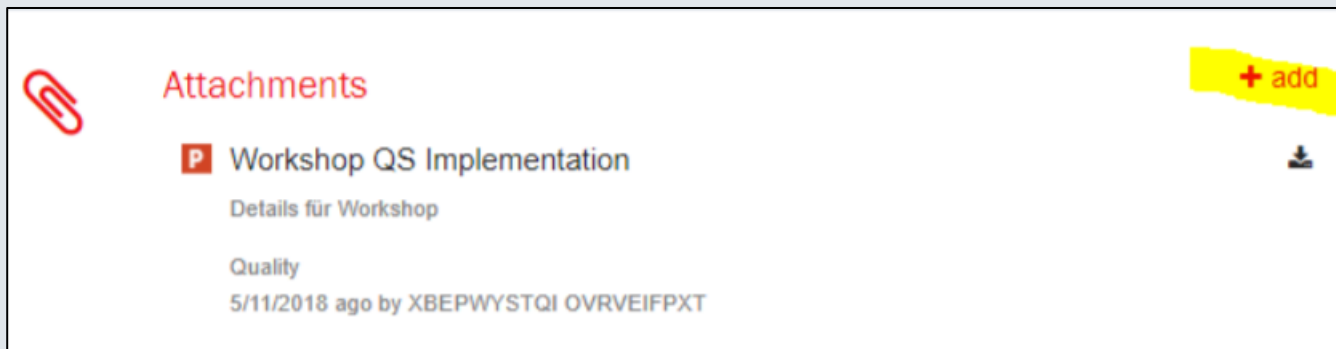 Attachments
+ add
P Workshop QS Implementation
Details für Workshop
Quality
5/11/2018 ago by XBEPWYSTQI OVRVEIFPXT